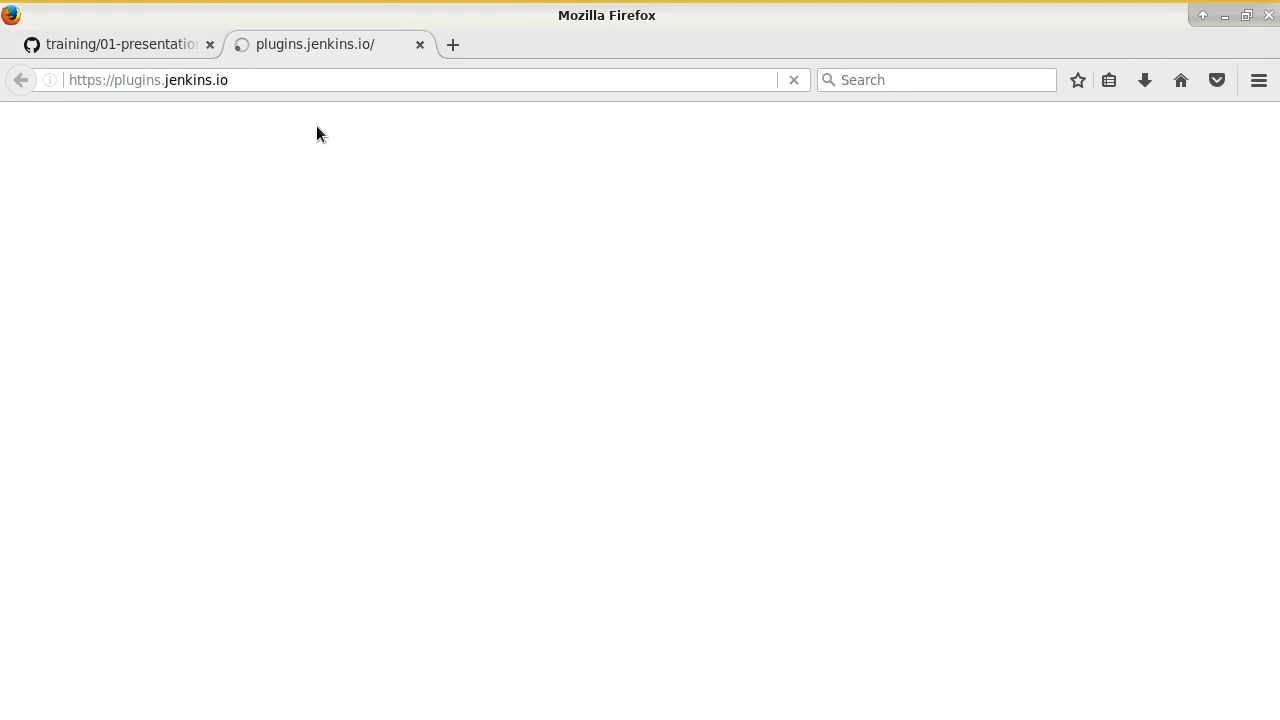 Mozilla Firefox
training/01-presentatio
plugins.jenkins.io/
https://plugins.jenkins.io
Search